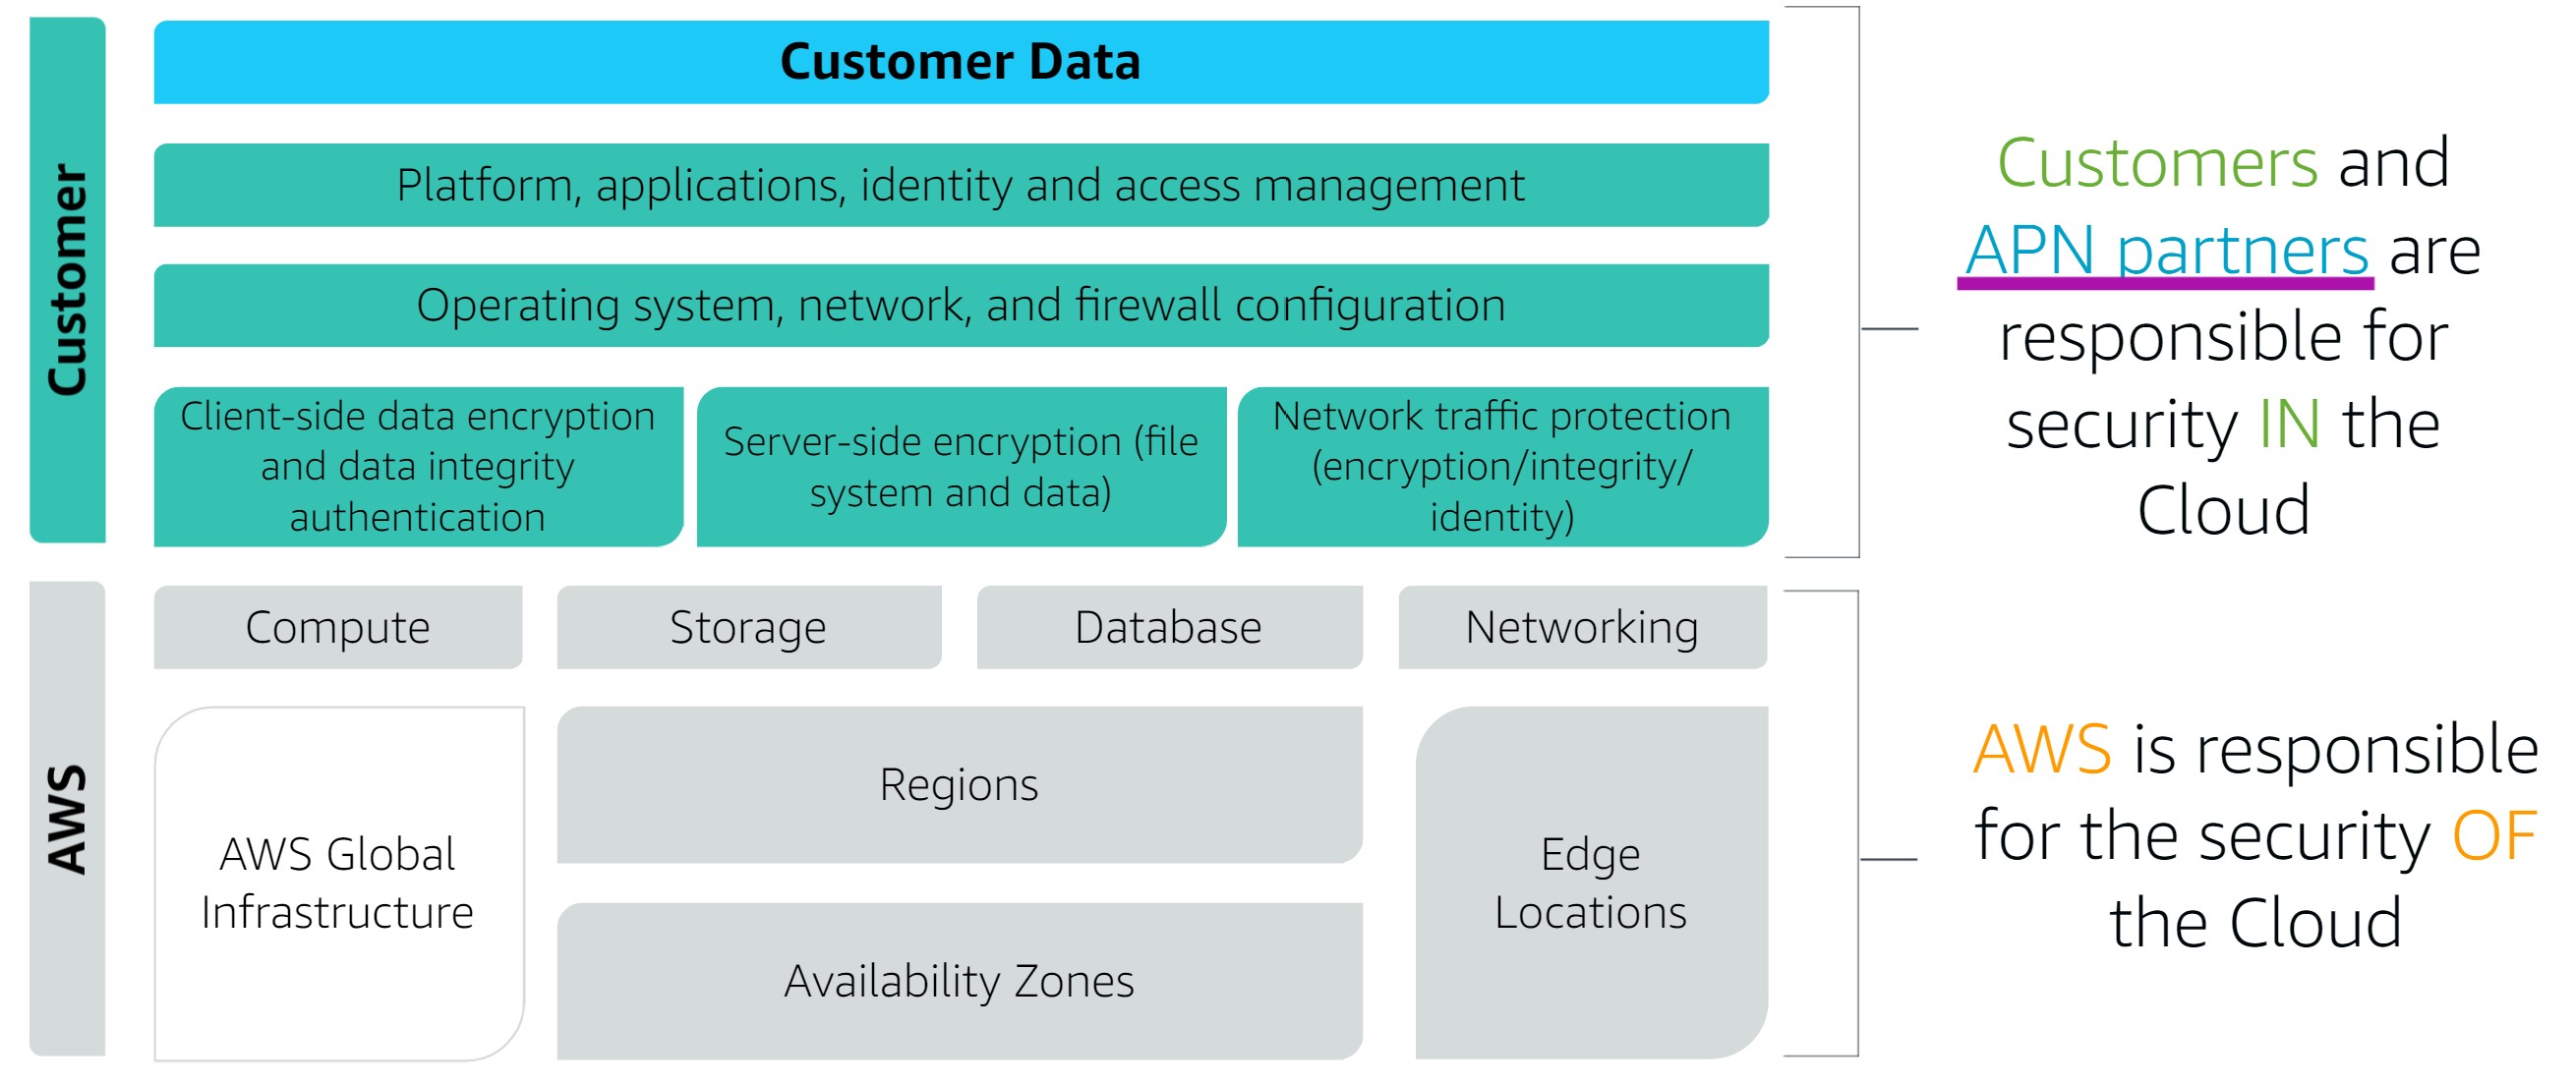 Customer
Customer Data
Platform, applications, identity and access management
Operating system, network, and firewall configuration
Client-side data encryption
and data integrity
authentication
Server-side encryption (file
system and data)
Network traffic protection
(encryption/integrity/
identity)
Customers and
APN partners are
responsible for
security IN the
Cloud
AWS
Compute
Storage
Database
Networking
AWS Global
Infrastructure
Regions
Availability Zones
Edge
Locations
AWS is responsible
for the security OF
the Cloud